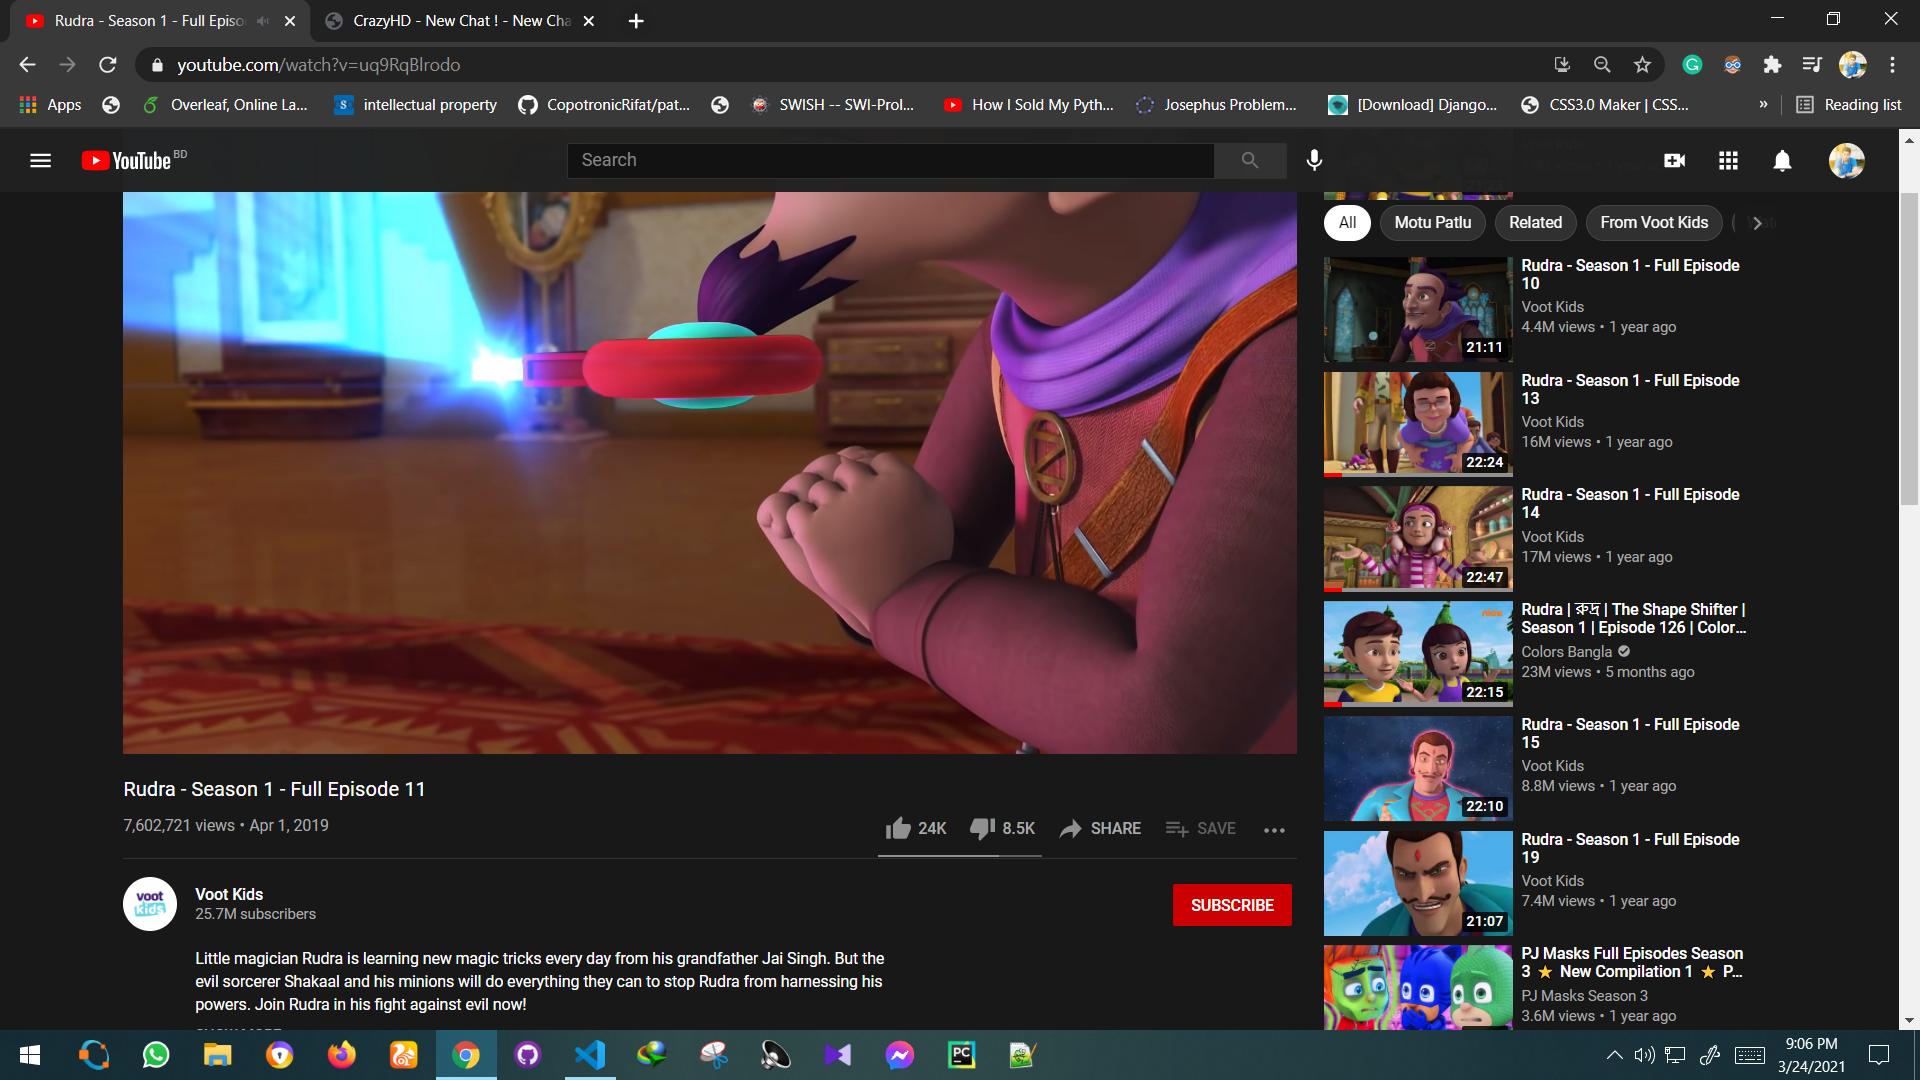 Rudra - Season 1 - Full Episo
CrazyHD - New Chat ! - New Cha
youtube.com/watch?v=uq9RqBlrodo
Apps
Overleaf, Online La...
intellectual property
CopotronicRifat/pat...
SWISH -- SWI-Prol...
How I Sold My Pyth...
Josephus Problem...
[Download] Django...
CSS3.0 Maker | CSS...
»
Reading list
YouTube BD
Search
All
Motu Patlu
Related
From Voot Kids
Rudra - Season 1 - Full Episode
10
Voot Kids
4.4M views • 1 year ago
21:11
Rudra - Season 1 - Full Episode
13
Voot Kids
16M views • 1 year ago
22:24
Rudra - Season 1 - Full Episode
14
Voot Kids
17M views • 1 year ago
22:47
Rudra | রুদ্র | The Shape Shifter |
Season 1 | Episode 126 | Color...
Colors Bangla
23M views • 5 months ago
nick
22:15
Rudra - Season 1 - Full Episode
15
Voot Kids
8.8M views • 1 year ago
22:10
Rudra - Season 1 - Full Episode
19
Voot Kids
7.4M views • 1 year ago
21:07
PJ Masks Full Episodes Season
3 ⭐ New Compilation 1 ⭐ P...
PJ Masks Season 3
3.6M views • 1 year ago
Rudra - Season 1 - Full Episode 11
7,602,721 views • Apr 1, 2019
24K
8.5K
SHARE
SAVE
voot
kids
Voot Kids
25.7M subscribers
SUBSCRIBE
Little magician Rudra is learning new magic tricks every day from his grandfather Jai Singh. But the
evil sorcerer Shakaal and his minions will do everything they can to stop Rudra from harnessing his
powers. Join Rudra in his fight against evil now!
PC
9:06 PM
3/24/2021